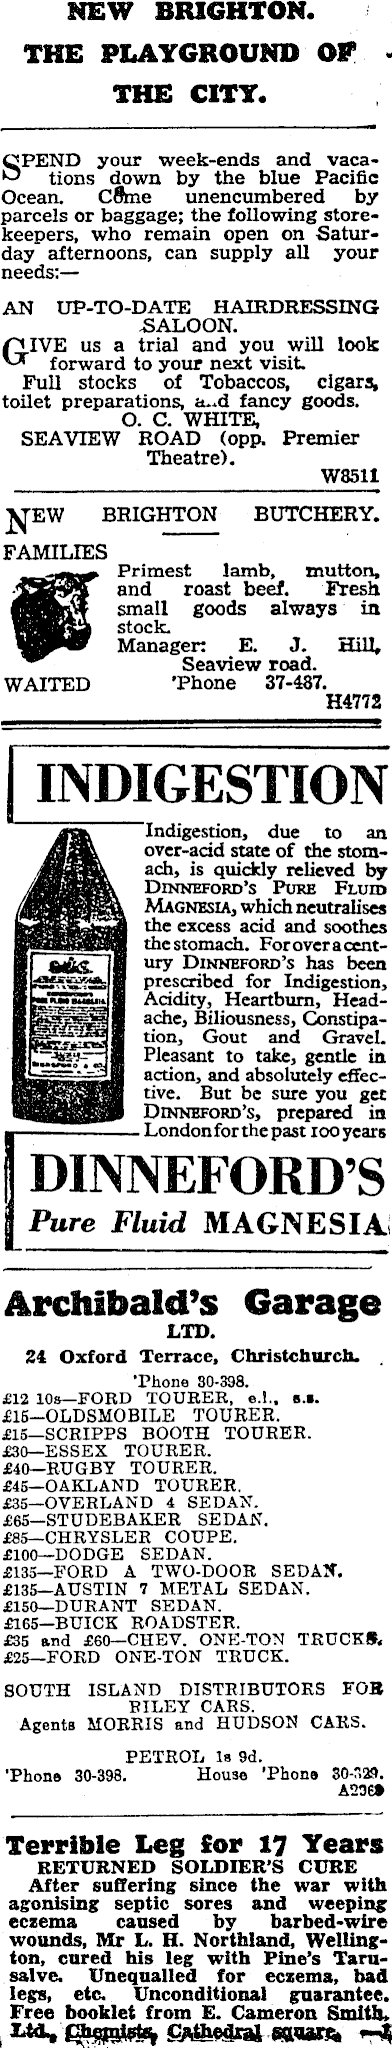 NEW BRIGHTON.
THE PLAYGROUND OF
THE CITY.
SPEND your week-ends and vaca-
tions down by the blue Pacific
Ocean. Come unencumbered by
parcels or baggage; the following store-
keepers, who remain open on Satur-
day afternoons, can supply all your
needs:—
AN UP-TO-DATE HAIRDRESSING
SALOON.
GIVE us a trial and you will look
forward to your next visit.
Full stocks of Tobaccos, cigars,
toilet preparations, and fancy goods.
O. C. WHITE,
SEAVIEW ROAD (opp. Premier
Theatre).
W8511
NEW BRIGHTON BUTCHERY.
FAMILIES
Primest lamb, mutton,
and roast beef. Fresh
small goods always in
stock.
Manager: E. J. Hill,
Seaview road.
WAITED 'Phone 37-487.
H4772
INDIGESTION
Indigestion, due to an
over-acid state of the stom-
ach, is quickly relieved by
DINNEFORD'S PURE FLUID
MAGNESIA, which neutralises
the excess acid and soothes
the stomach. For over a cent-
ury DINNEFORD'S has been
prescribed for Indigestion,
Acidity, Heartburn, Head-
ache, Biliousness, Constipa-
tion, Gout and Gravel.
Pleasant to take, gentle in
action, and absolutely effec-
tive. But be sure you get
DINNEFORD'S, prepared in
London for the past 100 years
DINNEFORD'S
Pure Fluid MAGNESIA
Archibald's Garage
LTD.
24 Oxford Terrace, Christchurch.
'Phone 30-398.
£12 10s—FORD TOURER, e.l., s.s.
£15—OLDSMOBILE TOURER.
£15—SCRIPPS BOOTH TOURER.
£30—ESSEX TOURER.
£40—RUGBY TOURER.
£45—OAKLAND TOURER.
£35—OVERLAND 4 SEDAN.
£65—STUDEBAKER SEDAN.
£85—CHRYSLER COUPE.
£100—DODGE SEDAN.
£135—FORD A TWO-DOOR SEDAN.
£135—AUSTIN 7 METAL SEDAN.
£150—DURANT SEDAN.
£165—BUICK ROADSTER.
£35 and £60—CHEV. ONE-TON TRUCKS.
£25—FORD ONE-TON TRUCK.
SOUTH ISLAND DISTRIBUTORS FOR
RILEY CARS.
Agents MORRIS and HUDSON CARS.
PETROL 1s 9d.
'Phone 30-398. House 'Phone 30-329.
A2369
Terrible Leg for 17 Years
RETURNED SOLDIER'S CURE
After suffering since the war with
agonising septic sores and weeping
eczema caused by barbed-wire
wounds, Mr L. H. Northland, Welling-
ton, cured his leg with Pine's Taru-
salve. Unequalled for eczema, bad
legs, etc. Unconditional guarantee.
Free booklet from E. Cameron Smith,
Ltd., Chemists, Cathedral square.